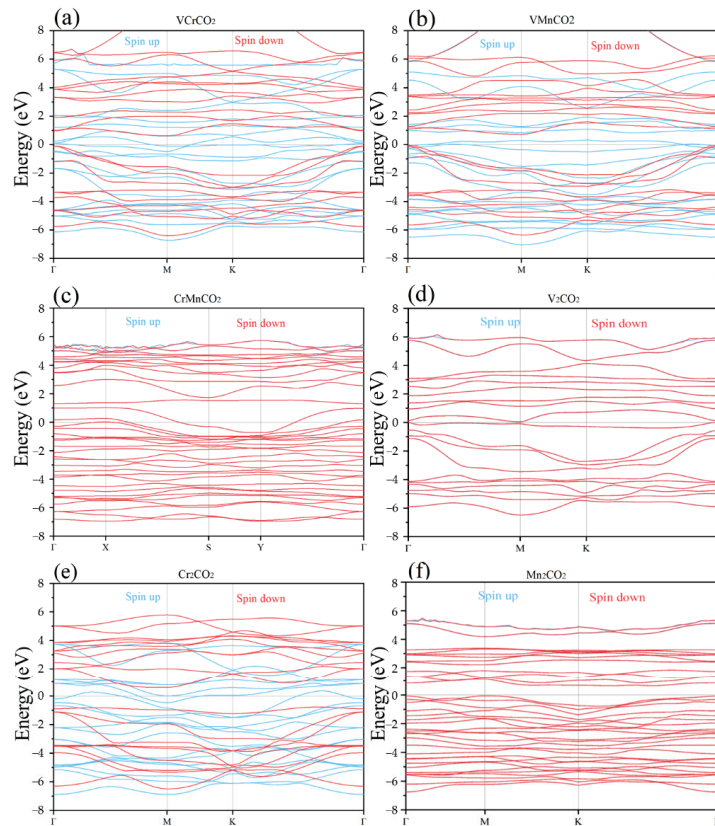 (a) VCrCO2
Spin up Spin down
Energy (eV)
8
6
4
2
0
−2
−4
−6
−8
Γ M K Γ
(b) VMnCO2
Spin up Spin down
Energy (eV)
8
6
4
2
0
−2
−4
−6
−8
Γ M K
(c) CrMnCO2
Spin up Spin down
Energy (eV)
8
6
4
2
0
−2
−4
−6
−8
Γ X S Y Γ
(d) V2CO2
Spin up Spin down
Energy (eV)
8
6
4
2
0
−2
−4
−6
−8
Γ M K
(e) Cr2CO2
Spin up Spin down
Energy (eV)
8
6
4
2
0
−2
−4
−6
−8
Γ M K Γ
(f) Mn2CO2
Spin up Spin down
Energy (eV)
8
6
4
2
0
−2
−4
−6
−8
Γ M K